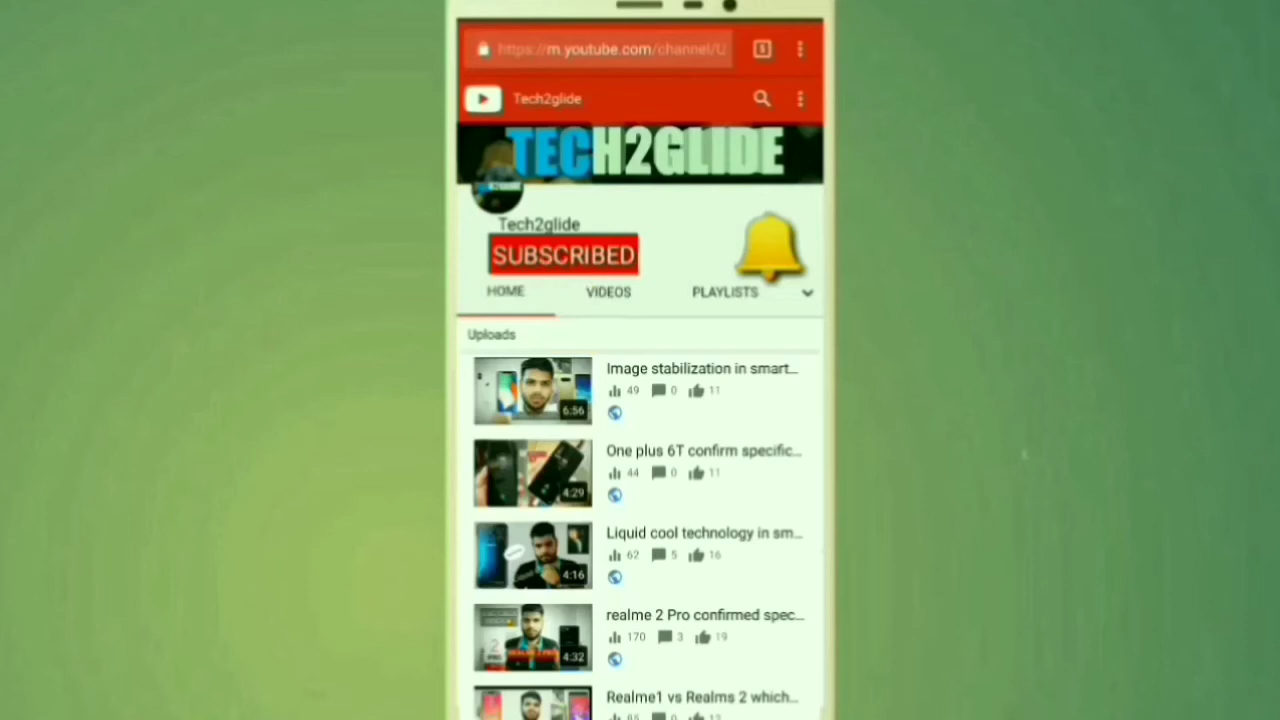 https://m.youtube.com/channel/U
5
Tech2glide
TECH2GLIDE
Tech2glide
SUBSCRIBED
HOME VIDEOS PLAYLISTS
Uploads
Image stabilization in smart...
49 0 11
6:56
One plus 6T confirm specific...
44 0 11
4:29
Liquid cool technology in sm...
62 5 16
4:16
realme 2 Pro confirmed spec...
170 3 19
4:32
Realme1 vs Realms 2 which...